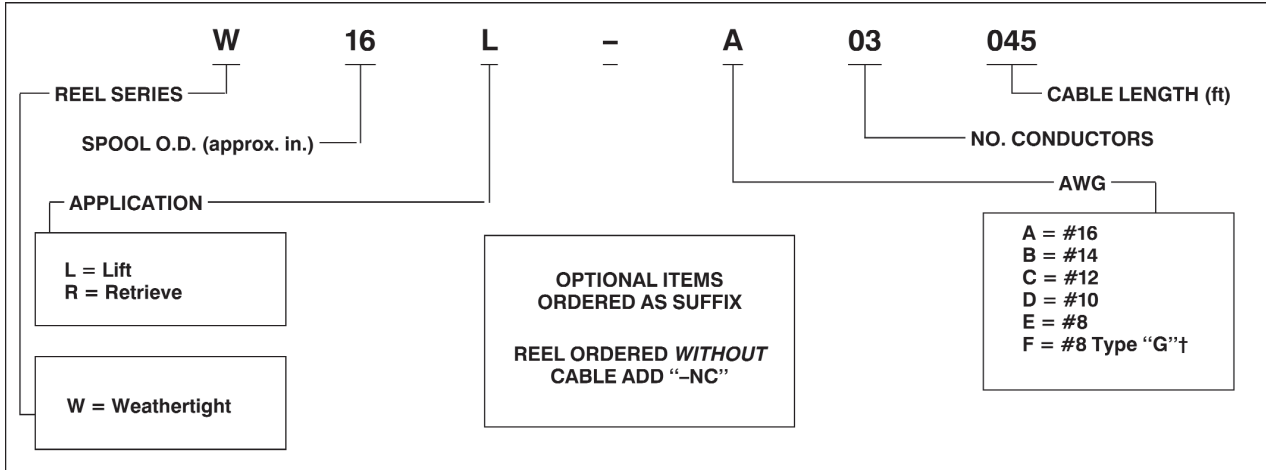 W 16 L – A 03 045
REEL SERIES
CABLE LENGTH (ft)
SPOOL O.D. (approx. in.)
NO. CONDUCTORS
AWG
APPLICATION
L = Lift
R = Retrieve
W = Weathertight
OPTIONAL ITEMS
ORDERED AS SUFFIX
REEL ORDERED WITHOUT
CABLE ADD “–NC”
A = #16
B = #14
C = #12
D = #10
E = #8
F = #8 Type “G”†